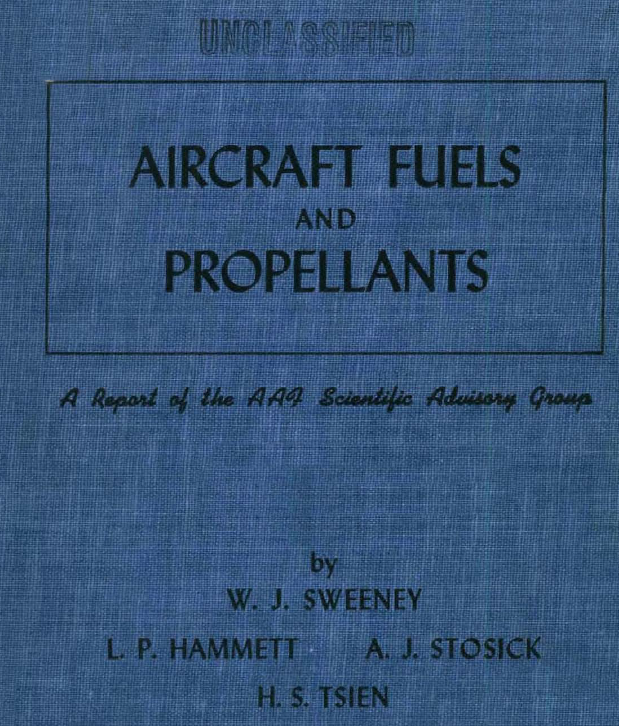 UNCLASSIFIED
AIRCRAFT FUELS
AND
PROPELLANTS
A Report of the AAF Scientific Advisory Group
by
W. J. SWEENEY
L. P. HAMMETT A. J. STOSICK
H. S. TSIEN